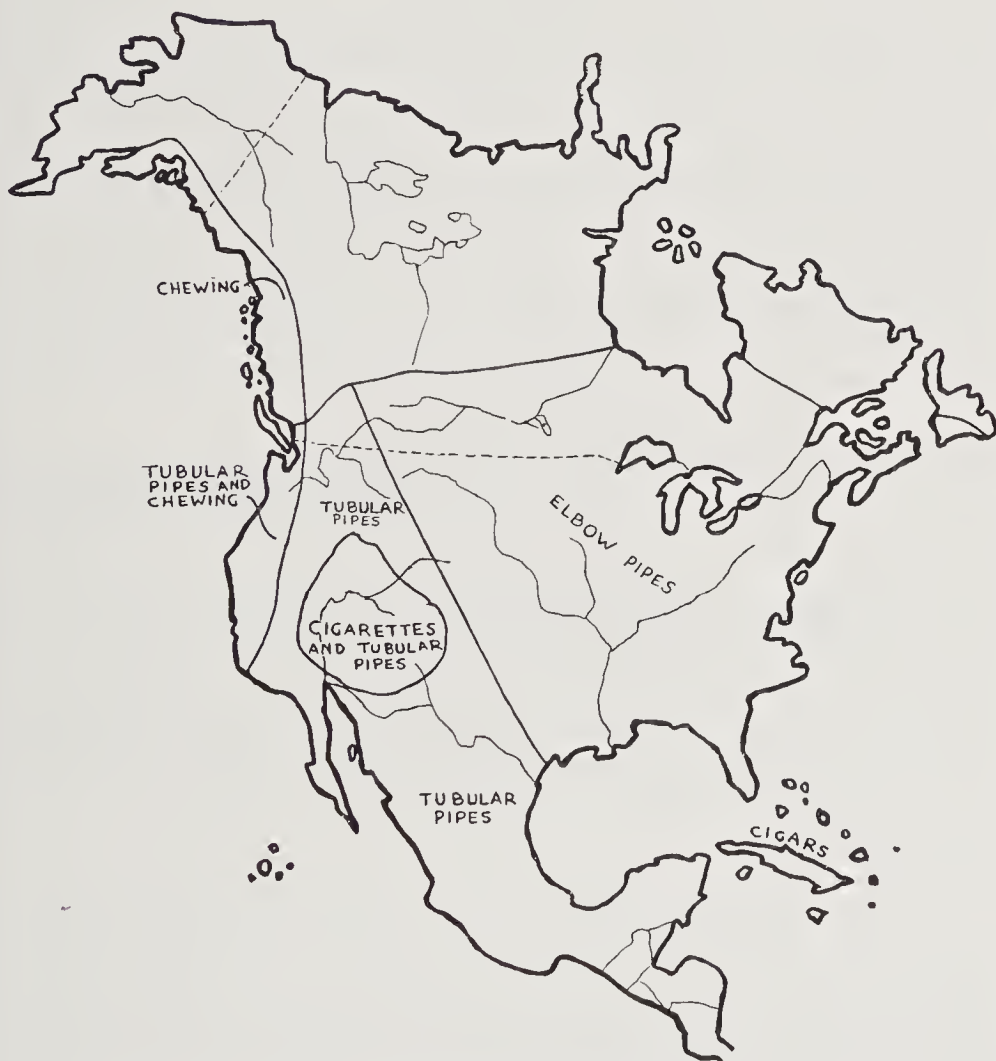 CHEWING
TUBULAR
PIPES AND
CHEWING
TUBULAR
PIPES
ELBOW PIPES
CIGARETTES
AND TUBULAR
PIPES
TUBULAR
PIPES
CIGARS